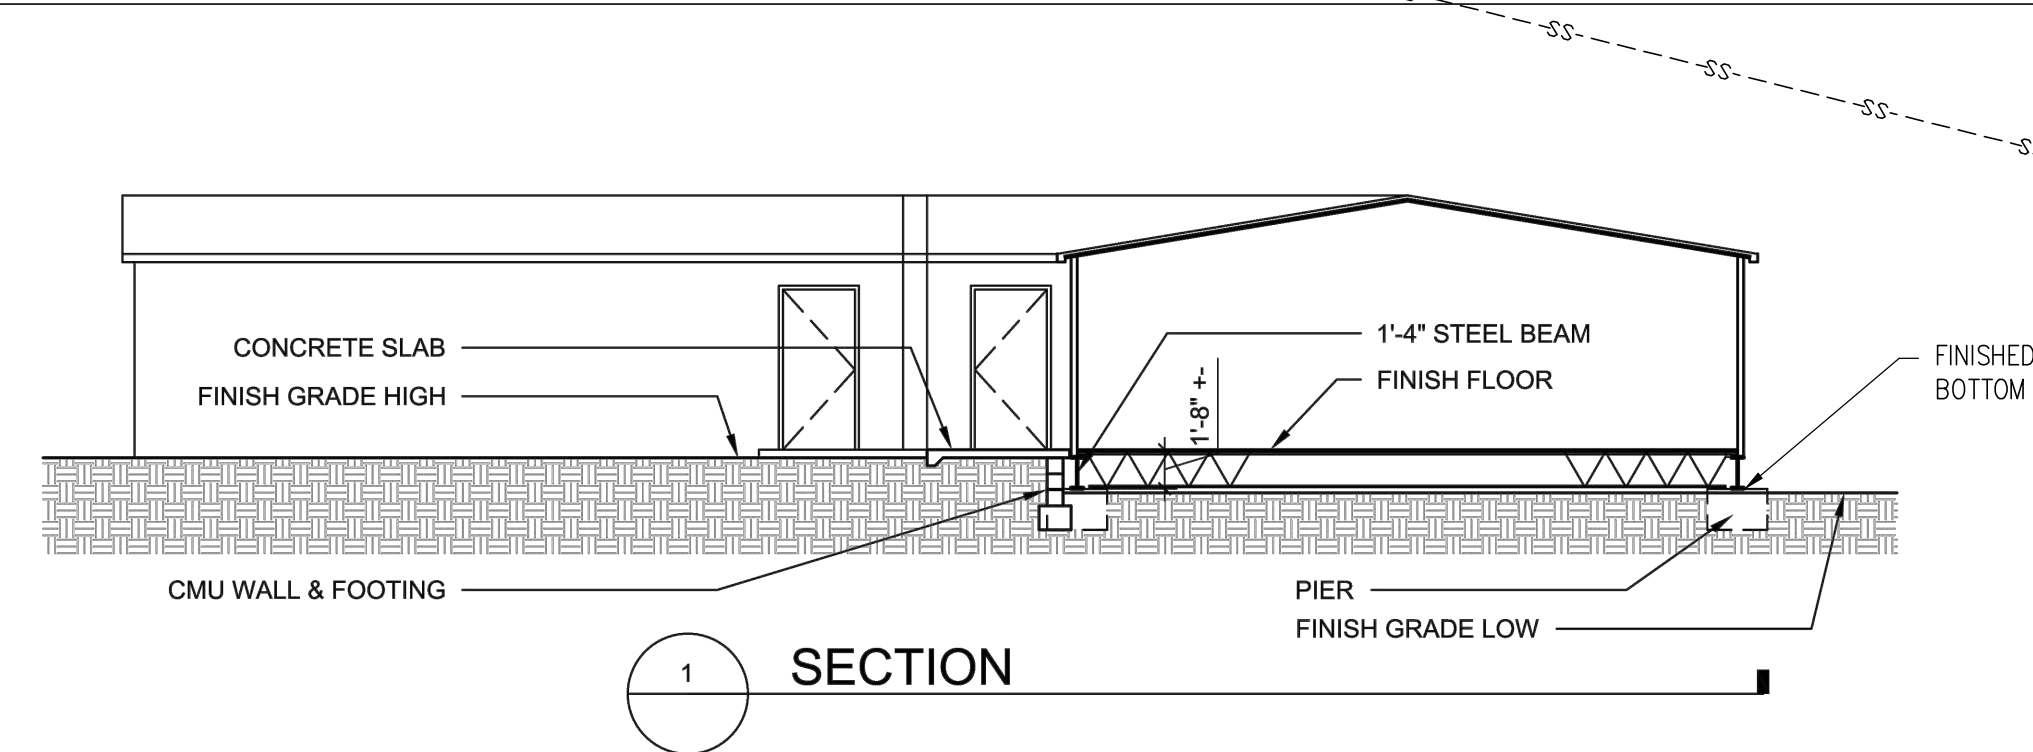 SS
SS
SS
CONCRETE SLAB
FINISH GRADE HIGH
1'-4" STEEL BEAM
FINISH FLOOR
1'-8" +-
FINISHED
BOTTOM
CMU WALL & FOOTING
PIER
FINISH GRADE LOW
1
SECTION